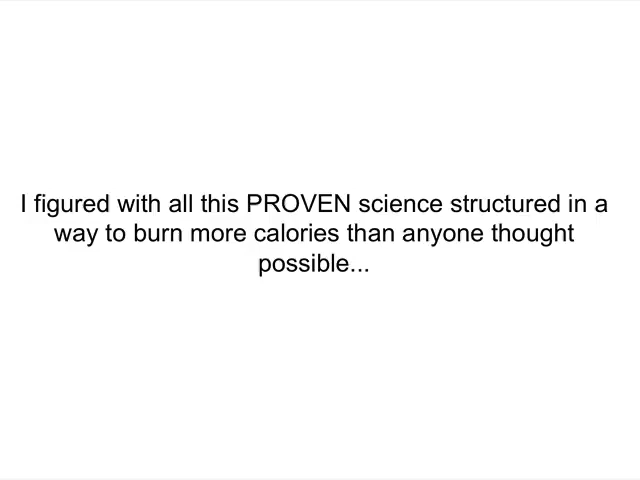 I figured with all this PROVEN science structured in a
way to burn more calories than anyone thought
possible...